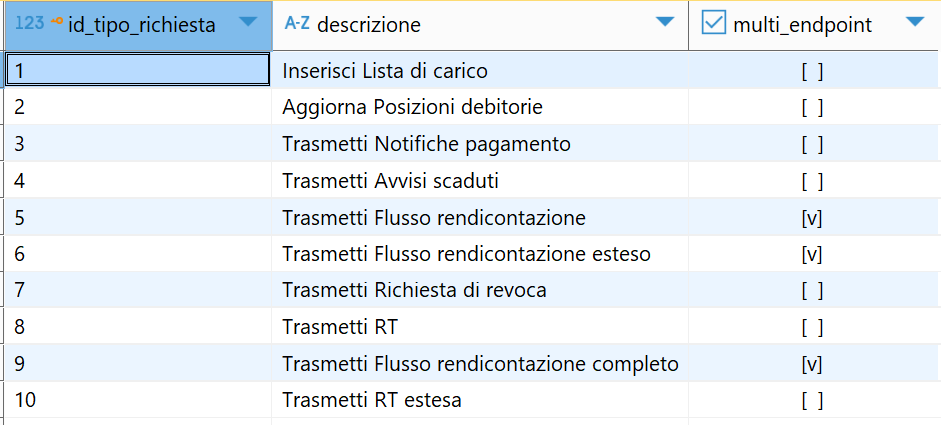 123 id_tipo_richiesta A-Z descrizione multi_endpoint
1 Inserisci Lista di carico [ ]
2 Aggiorna Posizioni debitorie [ ]
3 Trasmetti Notifiche pagamento [ ]
4 Trasmetti Avvisi scaduti [ ]
5 Trasmetti Flusso rendicontazione [v]
6 Trasmetti Flusso rendicontazione esteso [v]
7 Trasmetti Richiesta di revoca [ ]
8 Trasmetti RT [ ]
9 Trasmetti Flusso rendicontazione completo [v]
10 Trasmetti RT estesa [ ]